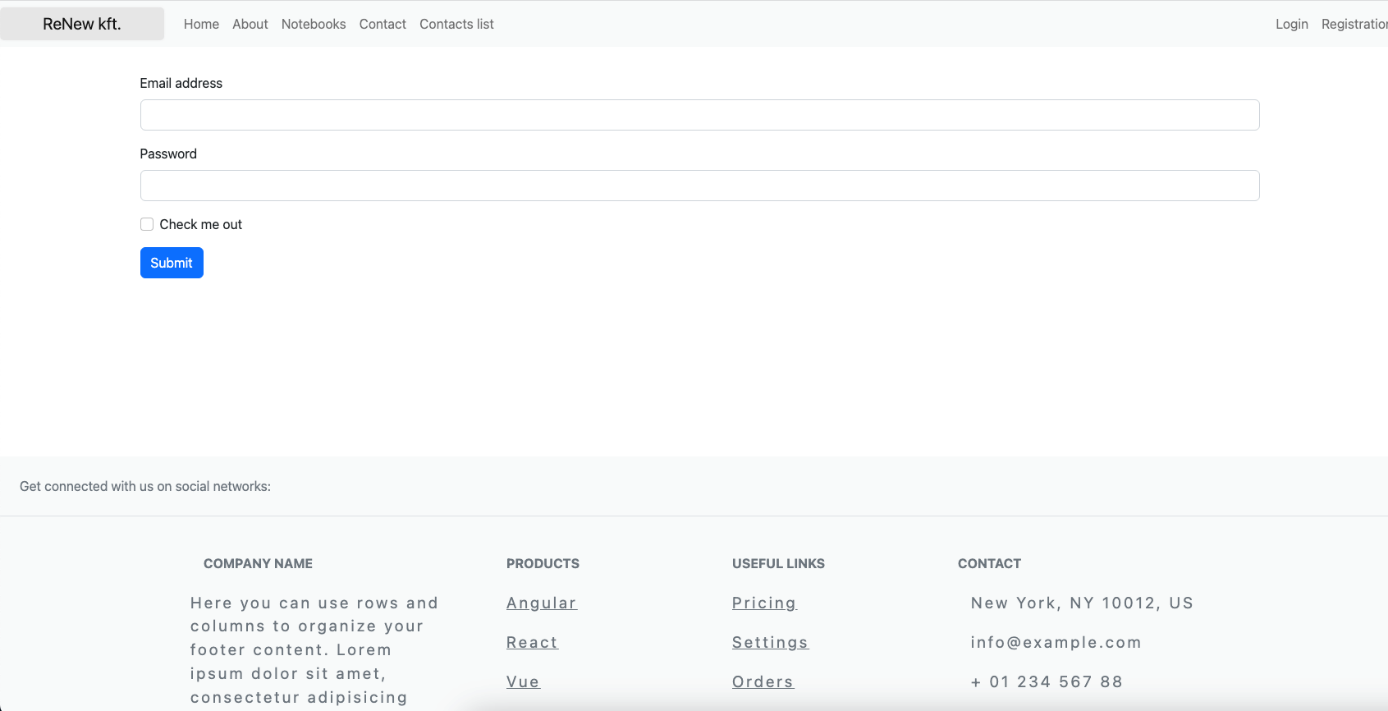 ReNew kft. Home About Notebooks Contact Contacts list Login Registration
Email address
Password
Check me out
Submit
Get connected with us on social networks:
COMPANY NAME
Here you can use rows and
columns to organize your
footer content. Lorem
ipsum dolor sit amet,
consectetur adipisicing
PRODUCTS
Angular
React
Vue
USEFUL LINKS
Pricing
Settings
Orders
CONTACT
New York, NY 10012, US
info@example.com
+ 01 234 567 88